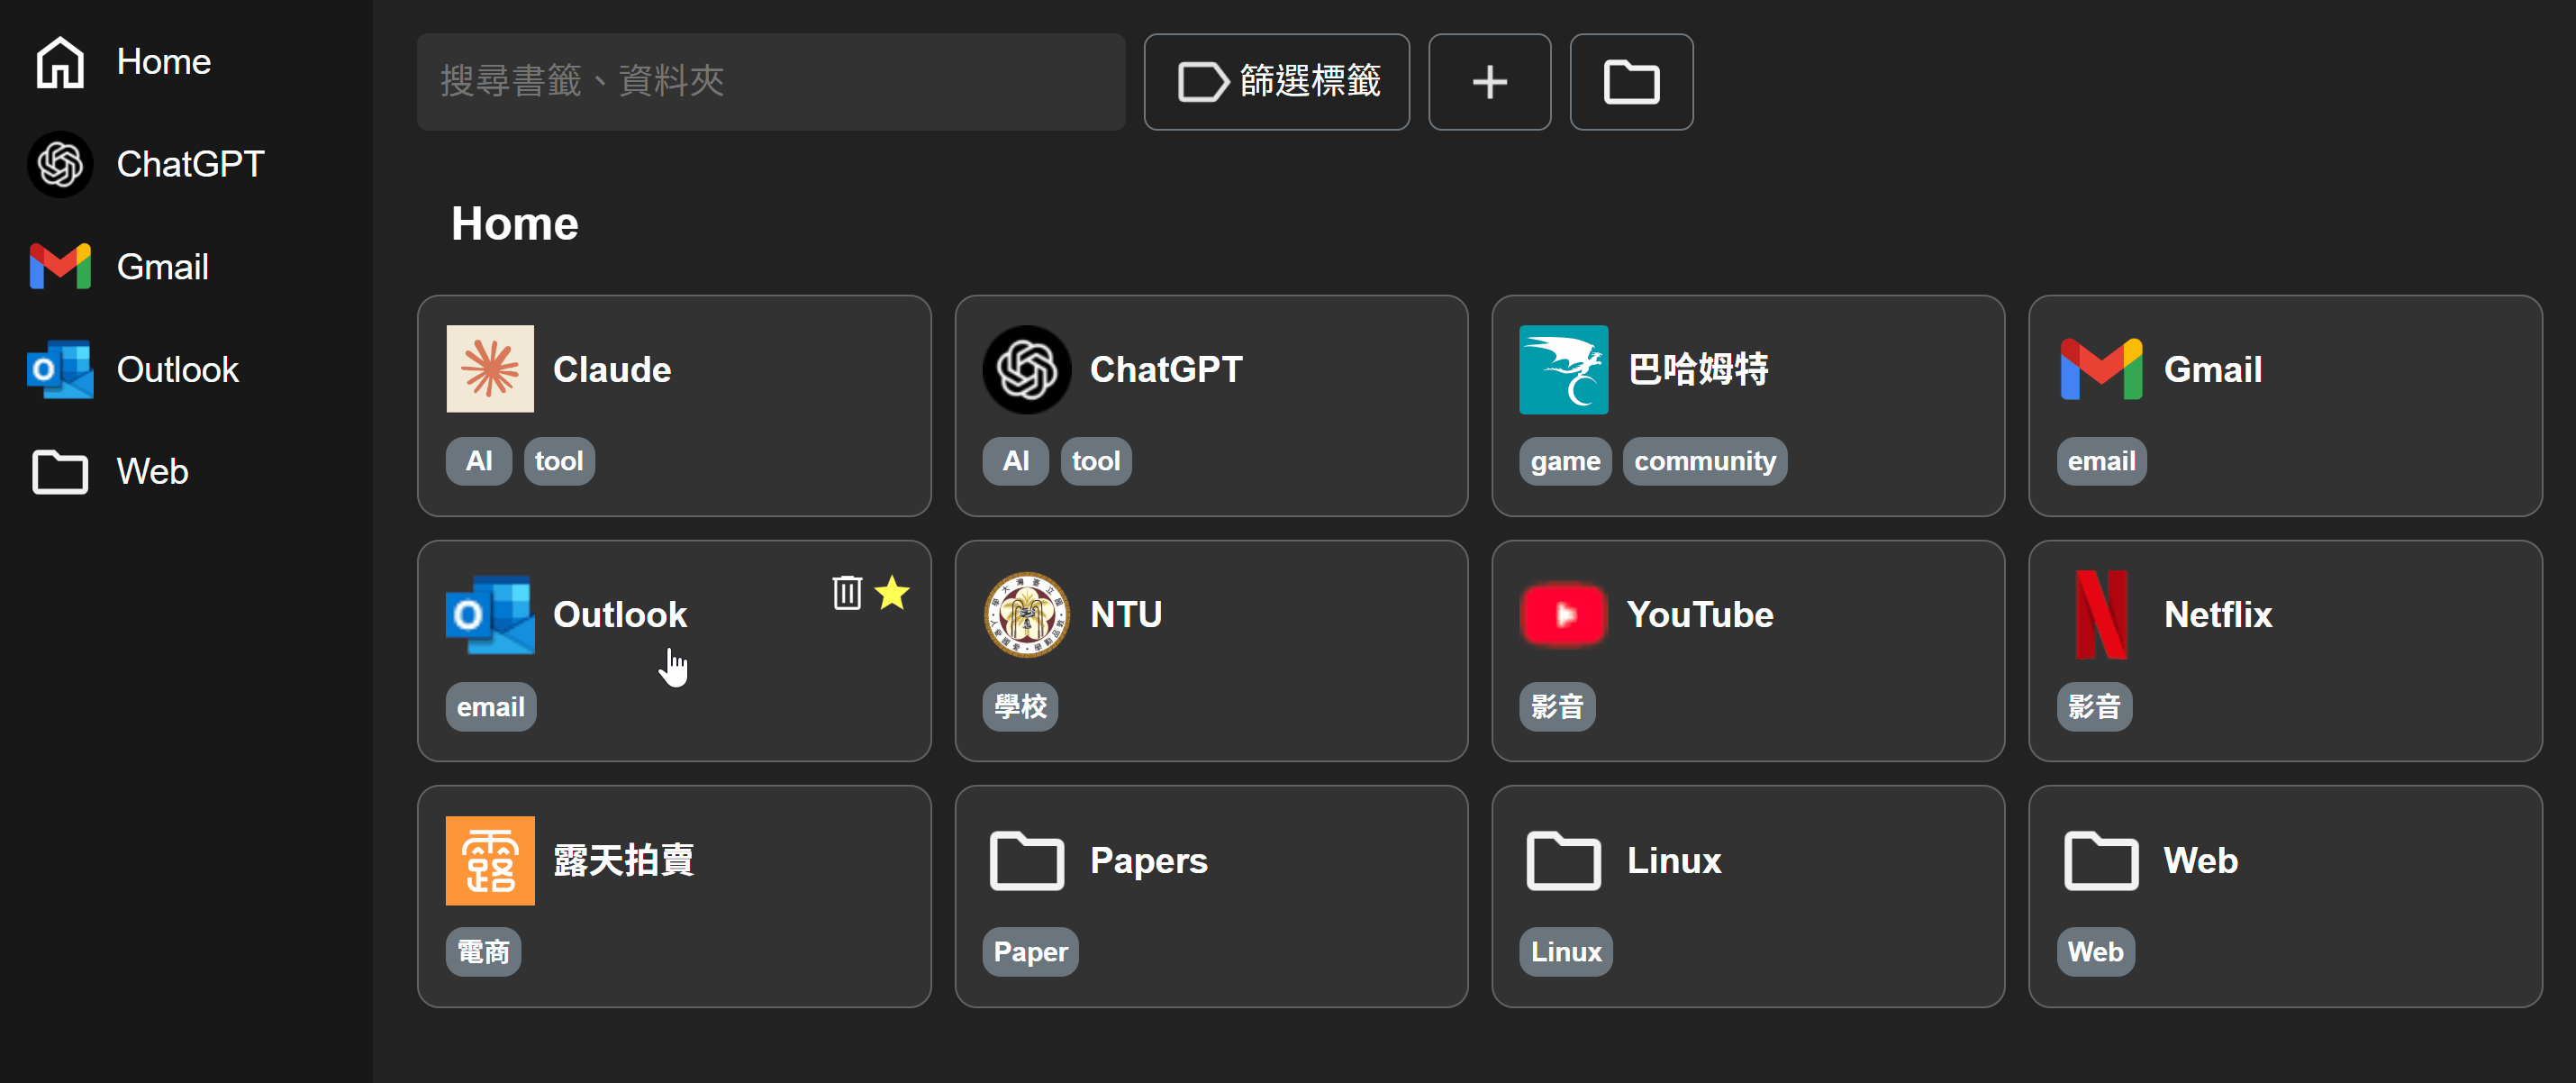 Home
ChatGPT
Gmail
Outlook
Web
搜尋書籤、資料夾
篩選標籤
Home
Claude
AI tool
ChatGPT
AI tool
巴哈姆特
game community
Gmail
email
Outlook
email
NTU
學校
YouTube
影音
Netflix
影音
露天拍賣
電商
Papers
Paper
Linux
Linux
Web
Web